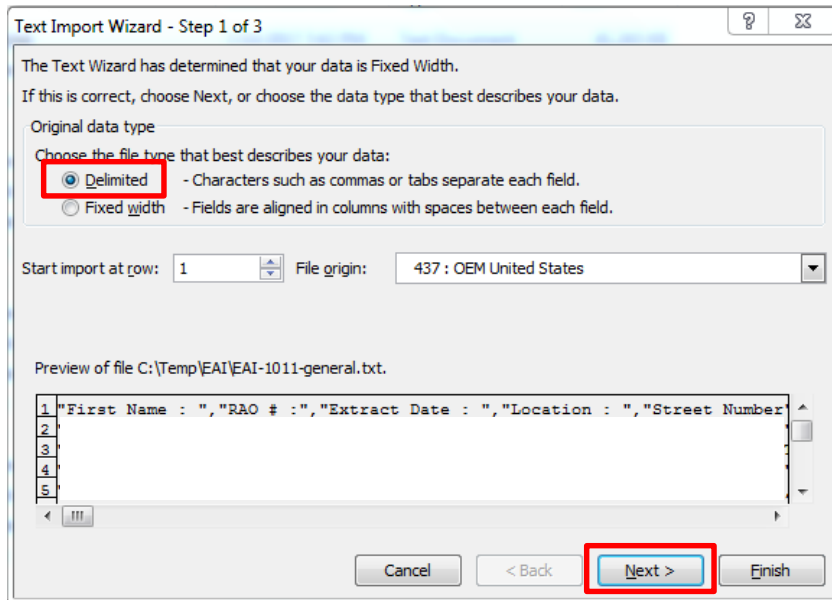 Text Import Wizard - Step 1 of 3
The Text Wizard has determined that your data is Fixed Width.
If this is correct, choose Next, or choose the data type that best describes your data.
Original data type
Choose the file type that best describes your data:
Delimited - Characters such as commas or tabs separate each field.
Fixed width - Fields are aligned in columns with spaces between each field.
Start import at row: 1 File origin: 437 : OEM United States
Preview of file C:\Temp\EAI\EAI-1011-general.txt.
1 "First Name : ","RAO # :","Extract Date : ","Location : ","Street Number"
2
3
4
5
Cancel < Back Next > Finish